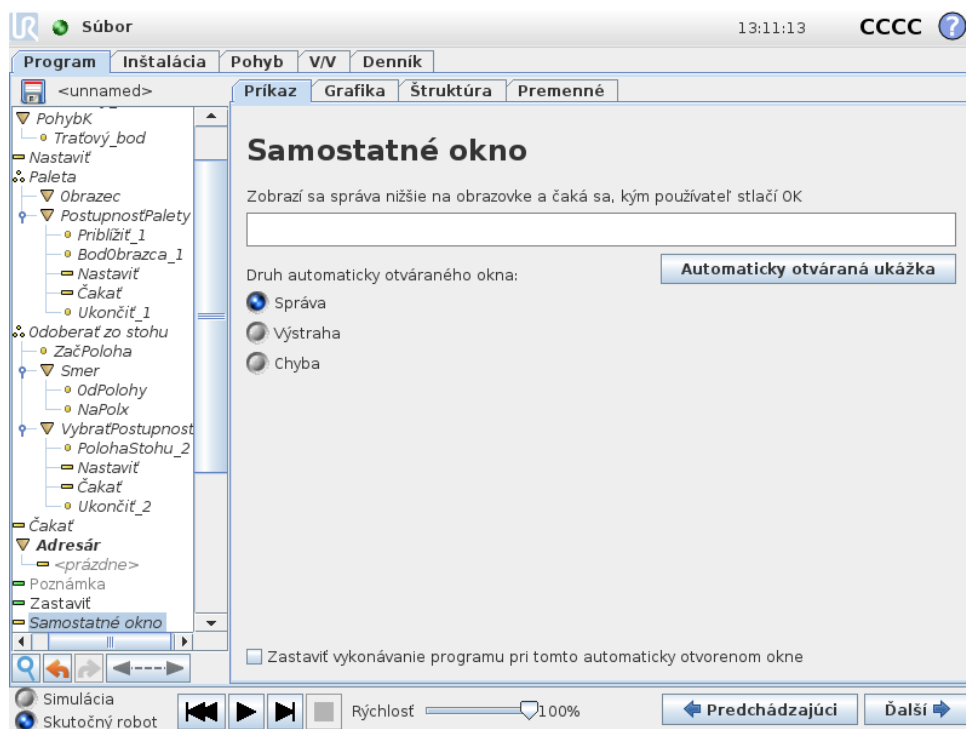 Súbor
13:11:13
CCCC
?
Program
Inštalácia
Pohyb
V/V
Denník
<unnamed>
Príkaz
Grafika
Štruktúra
Premenné
PohybK
Traťový_bod
Nastaviť
Paleta
Obrazec
PostupnosťPalety
Priblížiť_1
BodObrazca_1
Nastaviť
Čakať
Ukončiť_1
Odoberať zo stohu
ZačPoloha
Smer
OdPolohy
NaPolx
VybraťPostupnosť
PolohaStohu_2
Nastaviť
Čakať
Ukončiť_2
Čakať
Adresár
<prázdne>
Poznámka
Zastaviť
Samostatné okno
Samostatné okno
Zobrazí sa správa nižšie na obrazovke a čaká sa, kým používateľ stlačí OK
Druh automaticky otváraného okna:
Automaticky otváraná ukážka
Správa
Výstraha
Chyba
Zastaviť vykonávanie programu pri tomto automaticky otvorenom okne
Simulácia
Skutočný robot
Rýchlosť
100%
Predchádzajúci
Ďalší